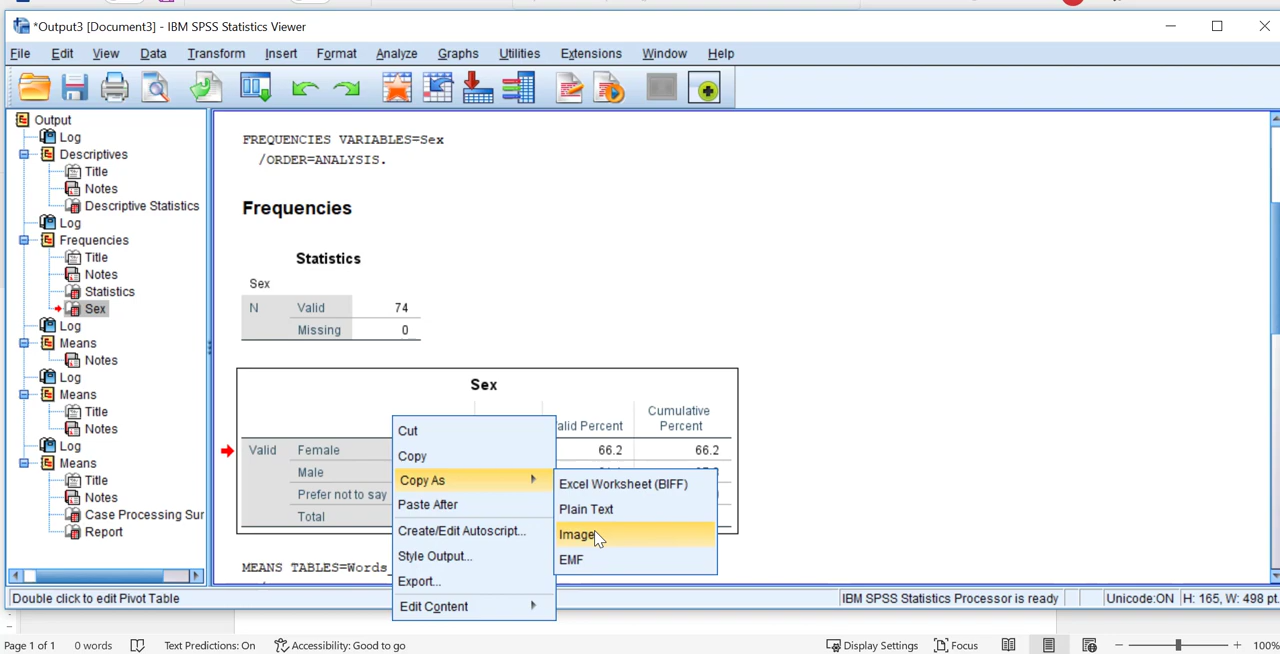 *Output3 [Document3] - IBM SPSS Statistics Viewer
File Edit View Data Transform Insert Format Analyze Graphs Utilities Extensions Window Help
Output
Log
Descriptives
Title
Notes
Descriptive Statistics
Log
Frequencies
Title
Notes
Statistics
Sex
Log
Means
Notes
Log
Means
Title
Notes
Log
Means
Title
Notes
Case Processing Sur
Report
FREQUENCIES VARIABLES=Sex
/ORDER=ANALYSIS.
Frequencies
Statistics
Sex
N Valid 74
Missing 0
Sex
alid Percent Cumulative Percent
Valid Female 66.2 66.2
Male
Prefer not to say
Total
MEANS TABLES=Words_
Cut
Copy
Copy As
Paste After
Create/Edit Autoscript...
Style Output...
Export...
Edit Content
Excel Worksheet (BIFF)
Plain Text
Image
EMF
Double click to edit Pivot Table IBM SPSS Statistics Processor is ready Unicode:ON H: 165, W: 498 pt.
Page 1 of 1 0 words Text Predictions: On Accessibility: Good to go Display Settings Focus 100%